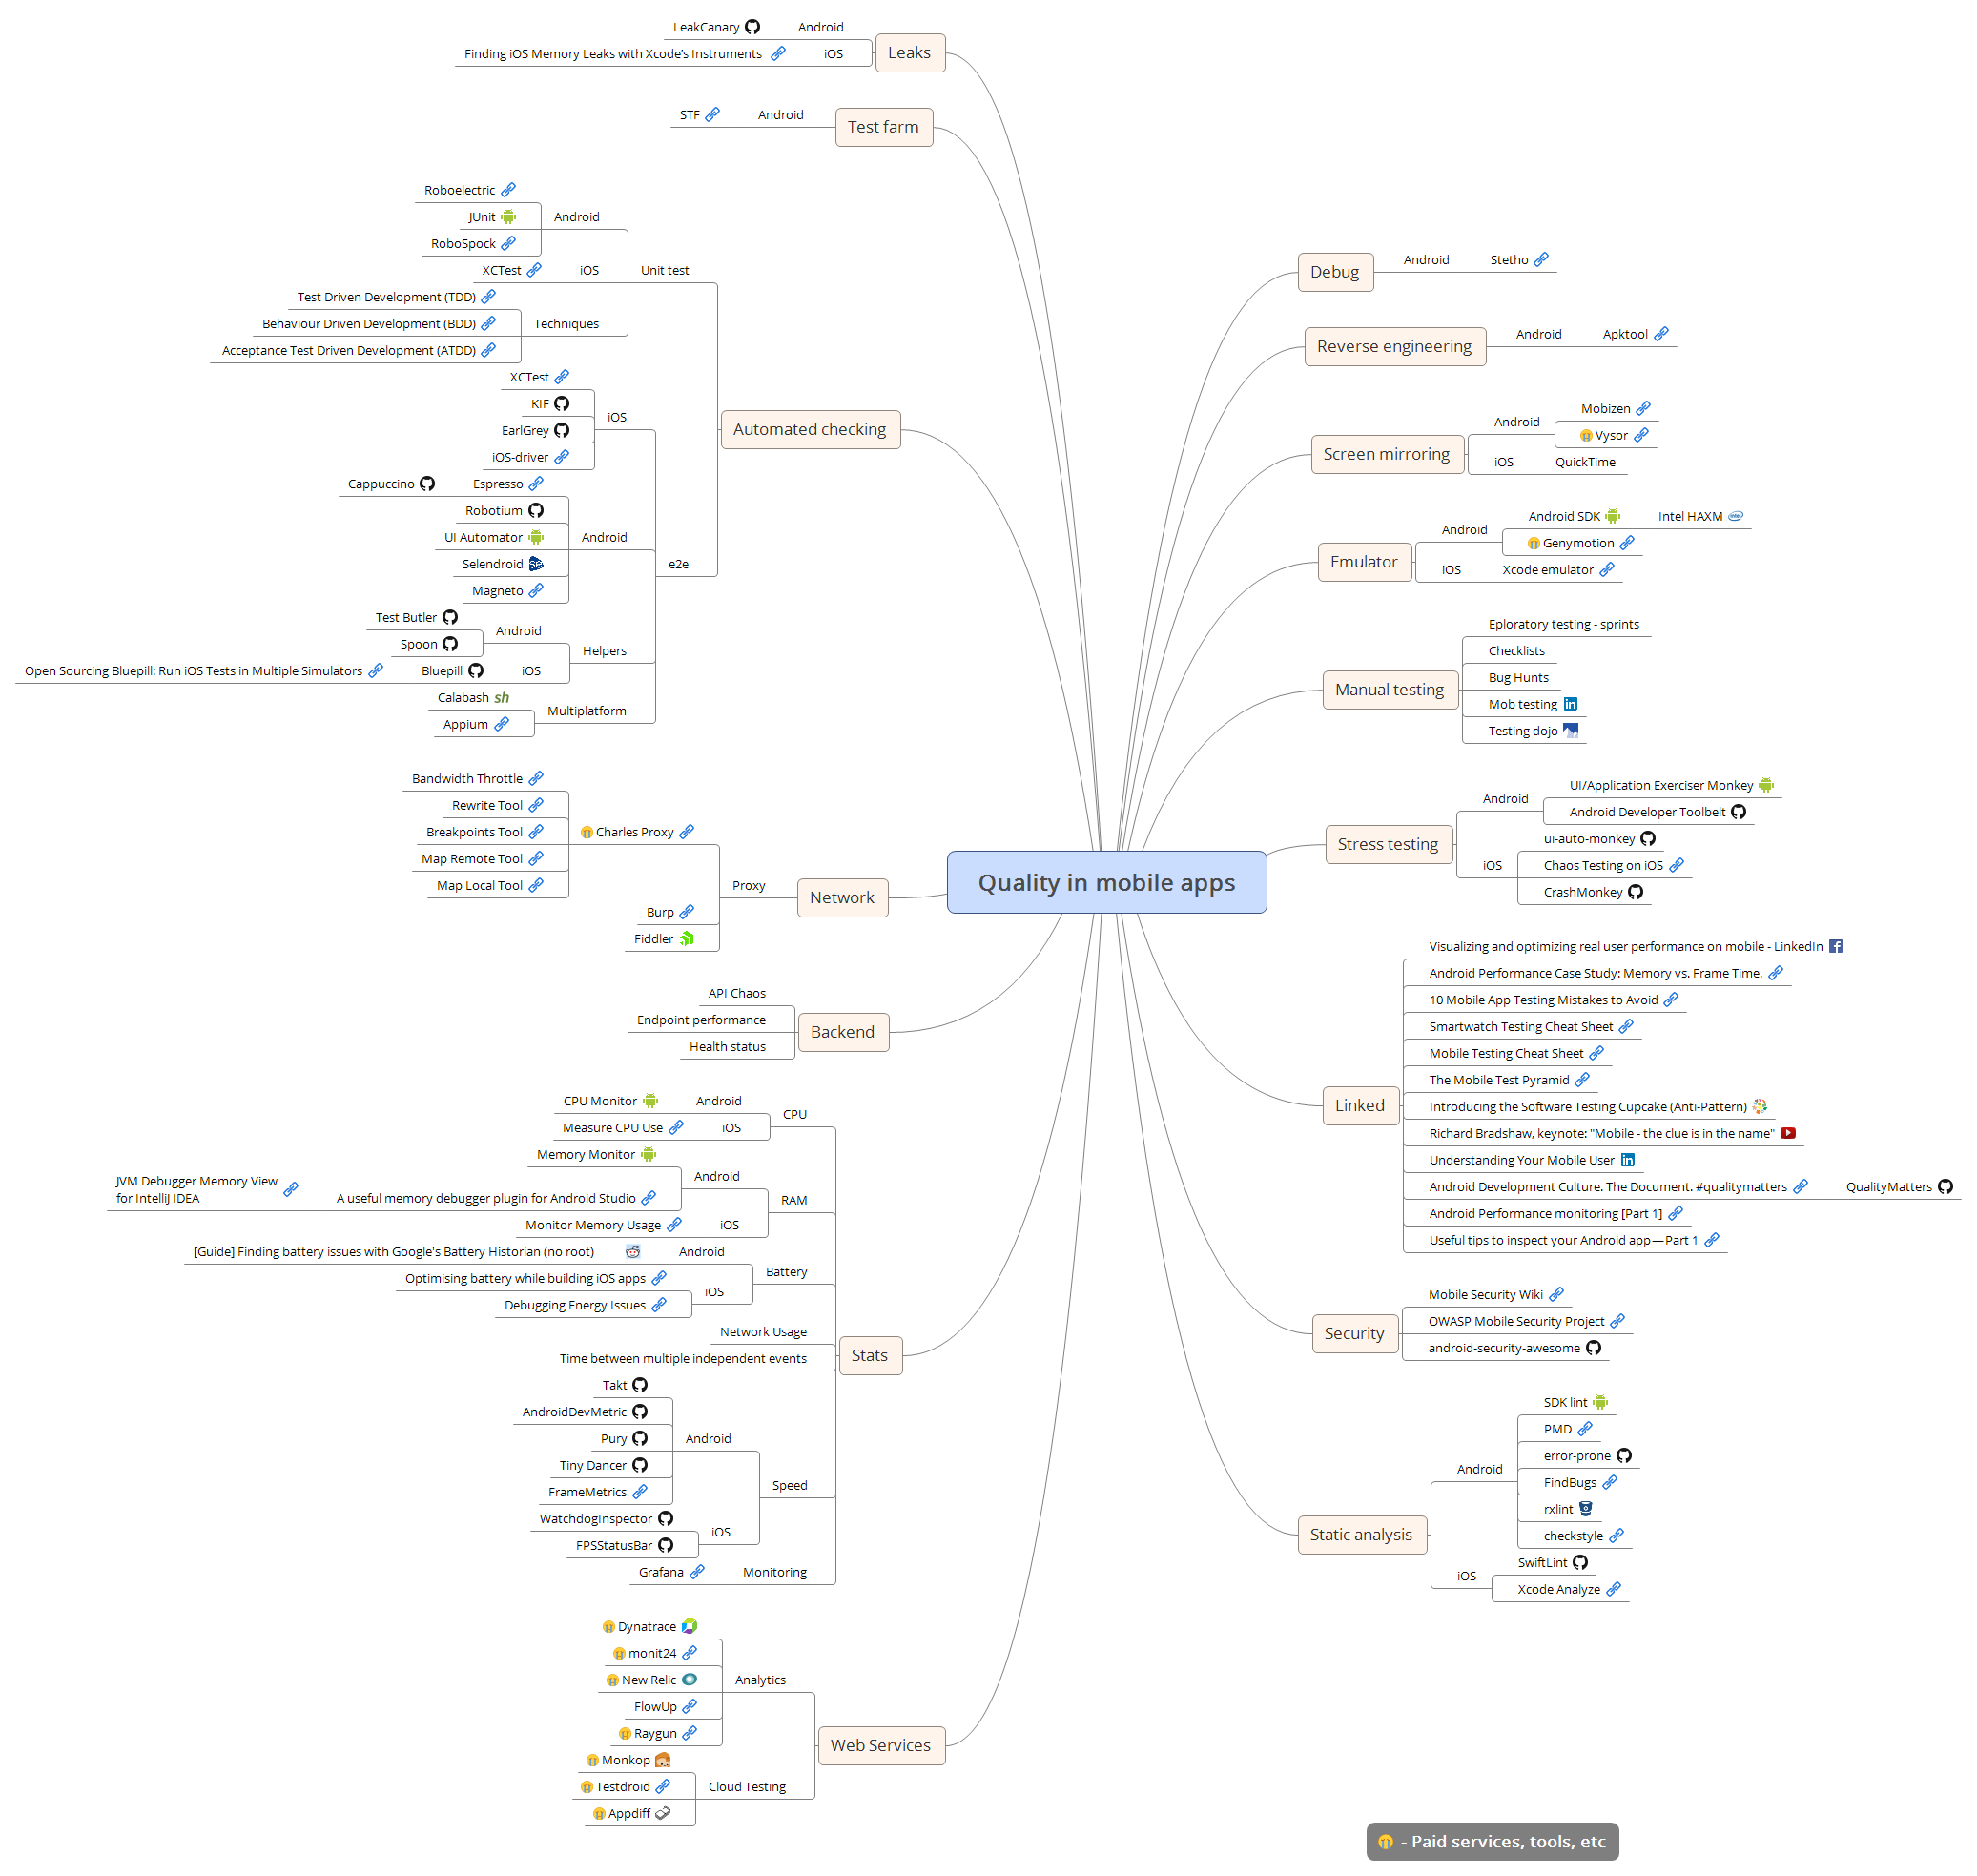 LeakCanary
Android
Finding iOS Memory Leaks with Xcode's Instruments
iOS
Leaks
STF
Android
Test farm
Roboelectric
JUnit
RoboSpock
Android
XCTest
iOS
Unit test
Test Driven Development (TDD)
Behaviour Driven Development (BDD)
Acceptance Test Driven Development (ATDD)
Techniques
XCTest
KIF
EarlGrey
iOS-driver
iOS
Automated checking
Cappuccino
Espresso
Robotium
UI Automator
Selendroid
Magneto
Android
e2e
Test Butler
Spoon
Android
Helpers
Open Sourcing Bluepill: Run iOS Tests in Multiple Simulators
Bluepill
iOS
Calabash
sh
Appium
Multiplatform
Bandwidth Throttle
Rewrite Tool
Breakpoints Tool
Map Remote Tool
Map Local Tool
Charles Proxy
Proxy
Network
Burp
Fiddler
API Chaos
Endpoint performance
Health status
Backend
CPU Monitor
Android
Measure CPU Use
iOS
CPU
Memory Monitor
JVM Debugger Memory View
for IntelliJ IDEA
A useful memory debugger plugin for Android Studio
Android
Monitor Memory Usage
iOS
RAM
[Guide] Finding battery issues with Google's Battery Historian (no root)
Android
Optimising battery while building iOS apps
Debugging Energy Issues
iOS
Battery
Network Usage
Time between multiple independent events
Stats
Takt
AndroidDevMetric
Pury
Tiny Dancer
FrameMetrics
Android
WatchdogInspector
FPSStatusBar
iOS
Speed
Grafana
Monitoring
Dynatrace
monit24
New Relic
FlowUp
Raygun
Analytics
Monkop
Testdroid
Appdiff
Cloud Testing
Web Services
Quality in mobile apps
Debug
Android
Stetho
Reverse engineering
Android
Apktool
Screen mirroring
Android
Mobizen
Vysor
iOS
QuickTime
Emulator
Android
Android SDK
Intel HAXM
intel
Genymotion
iOS
Xcode emulator
Manual testing
Eploratory testing - sprints
Checklists
Bug Hunts
Mob testing
in
Testing dojo
Stress testing
Android
UI/Application Exerciser Monkey
Android Developer Toolbelt
iOS
ui-auto-monkey
Chaos Testing on iOS
CrashMonkey
Linked
Visualizing and optimizing real user performance on mobile - LinkedIn
f
Android Performance Case Study: Memory vs. Frame Time.
10 Mobile App Testing Mistakes to Avoid
Smartwatch Testing Cheat Sheet
Mobile Testing Cheat Sheet
The Mobile Test Pyramid
Introducing the Software Testing Cupcake (Anti-Pattern)
Richard Bradshaw, keynote: "Mobile - the clue is in the name"
Understanding Your Mobile User
in
Android Development Culture. The Document. #qualitymatters
QualityMatters
Android Performance monitoring [Part 1]
Useful tips to inspect your Android app—Part 1
Security
Mobile Security Wiki
OWASP Mobile Security Project
android-security-awesome
Static analysis
Android
SDK lint
PMD
error-prone
FindBugs
rxlint
checkstyle
iOS
SwiftLint
Xcode Analyze
- Paid services, tools, etc